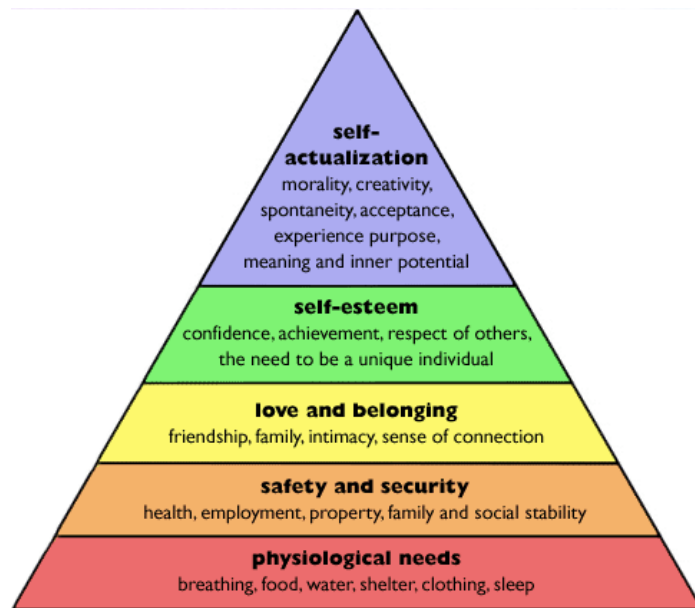 self-
actualization
morality, creativity,
spontaneity, acceptance,
experience purpose,
meaning and inner potential
self-esteem
confidence, achievement, respect of others,
the need to be a unique individual
love and belonging
friendship, family, intimacy, sense of connection
safety and security
health, employment, property, family and social stability
physiological needs
breathing, food, water, shelter, clothing, sleep